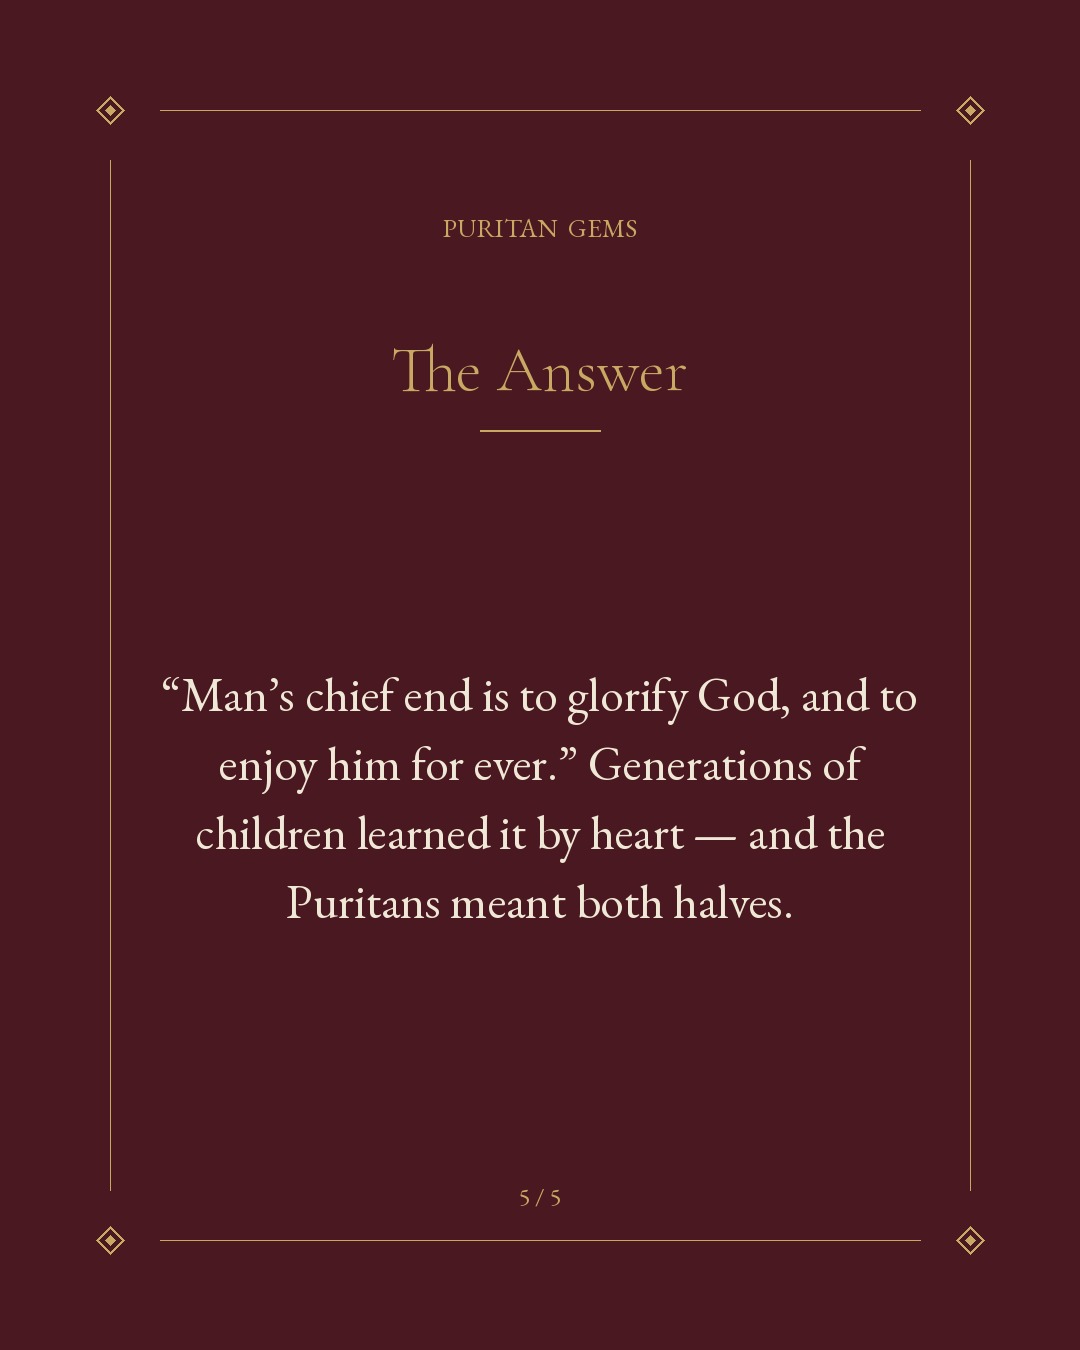 PURITAN GEMS
The Answer
“Man’s chief end is to glorify God, and to
enjoy him for ever.” Generations of
children learned it by heart — and the
Puritans meant both halves.
5 / 5